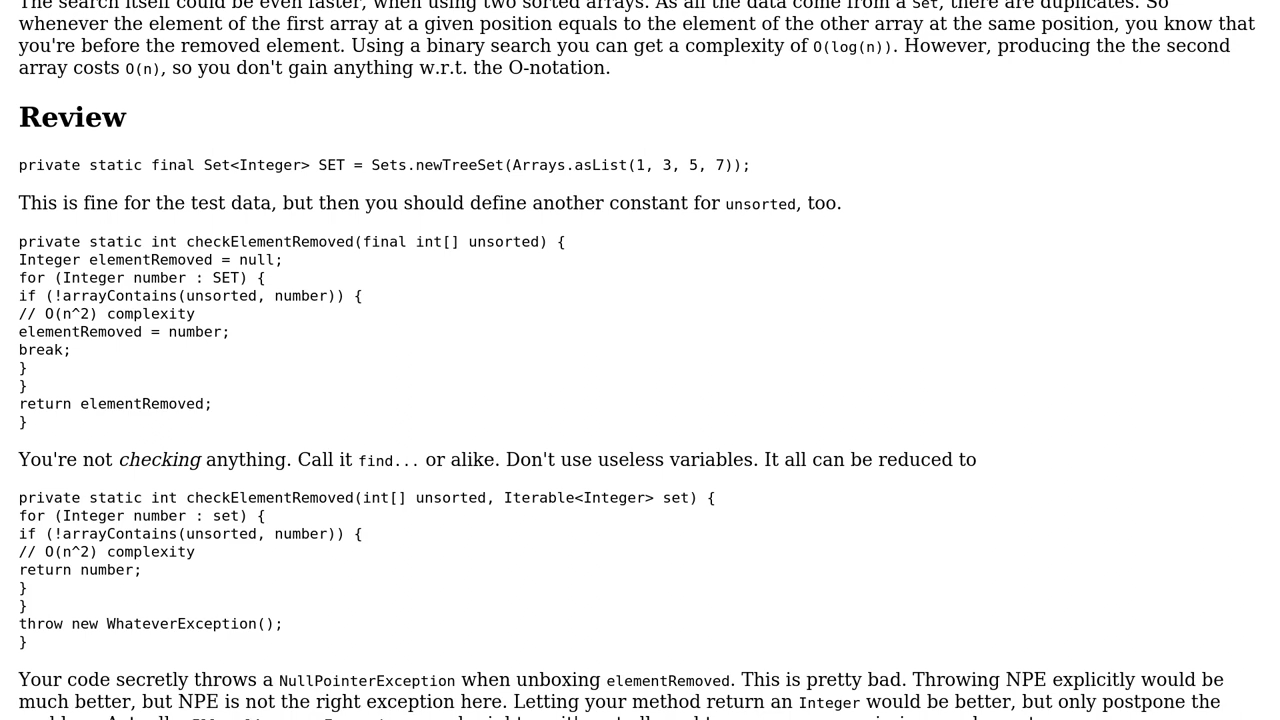 The search itself could be even faster, when using two sorted arrays. As all the data come from a Set, there are duplicates. So
whenever the element of the first array at a given position equals to the element of the other array at the same position, you know that
you're before the removed element. Using a binary search you can get a complexity of O(log(n)). However, producing the the second
array costs O(n), so you don't gain anything w.r.t. the O-notation.
Review
private static final Set<Integer> SET = Sets.newTreeSet(Arrays.asList(1, 3, 5, 7));
This is fine for the test data, but then you should define another constant for unsorted, too.
private static int checkElementRemoved(final int[] unsorted) {
Integer elementRemoved = null;
for (Integer number : SET) {
if (!arrayContains(unsorted, number)) {
// O(n^2) complexity
elementRemoved = number;
break;
}
}
return elementRemoved;
}
You're not checking anything. Call it find... or alike. Don't use useless variables. It all can be reduced to
private static int checkElementRemoved(int[] unsorted, Iterable<Integer> set) {
for (Integer number : set) {
if (!arrayContains(unsorted, number)) {
// O(n^2) complexity
return number;
}
}
throw new WhateverException();
}
Your code secretly throws a NullPointerException when unboxing elementRemoved. This is pretty bad. Throwing NPE explicitly would be
much better, but NPE is not the right exception here. Letting your method return an Integer would be better, but only postpone the